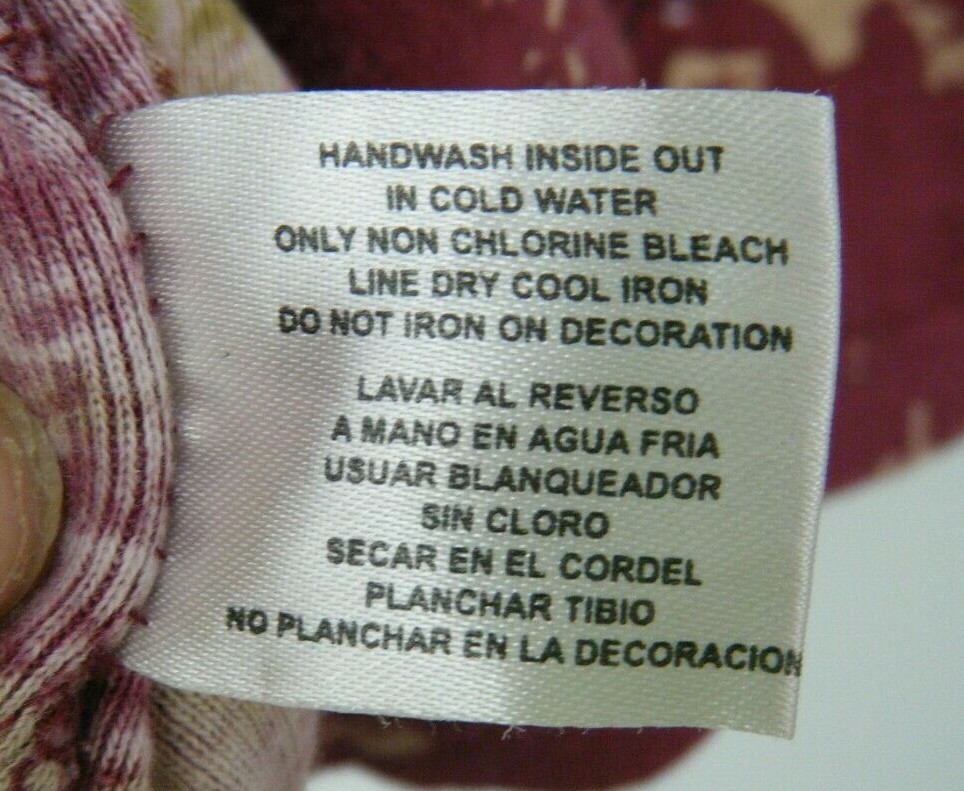 HANDWASH INSIDE OUT
IN COLD WATER
ONLY NON CHLORINE BLEACH
LINE DRY COOL IRON
DO NOT IRON ON DECORATION
LAVAR AL REVERSO
A MANO EN AGUA FRIA
USUAR BLANQUEADOR
SIN CLORO
SECAR EN EL CORDEL
PLANCHAR TIBIO
NO PLANCHAR EN LA DECORACION